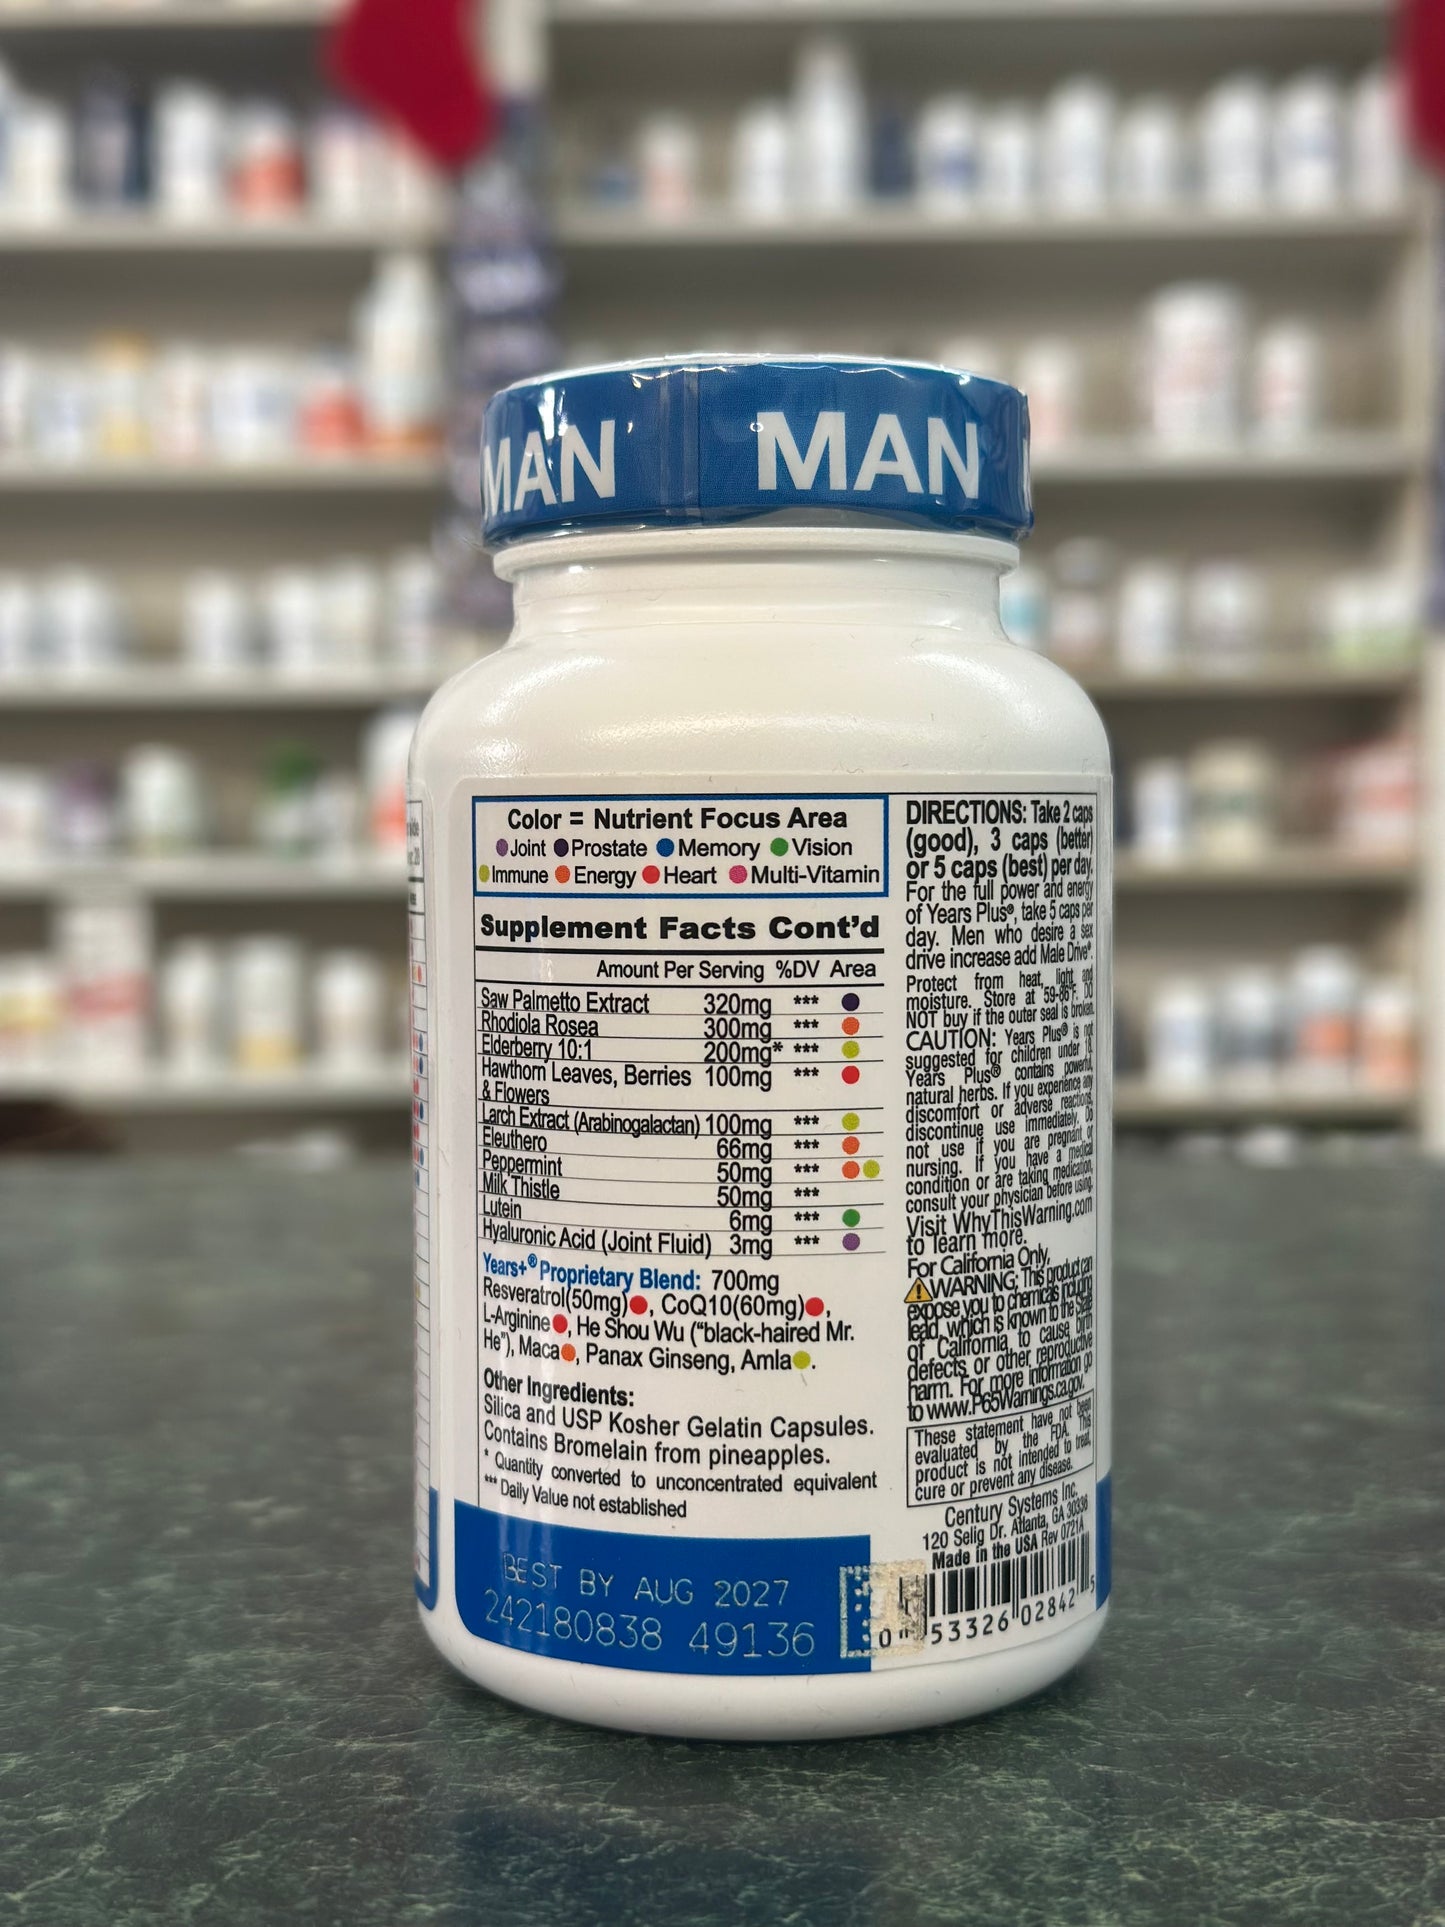 MAN MAN
Color = Nutrient Focus Area
Joint Prostate Memory Vision
Immune Energy Heart Multi-Vitamin
Supplement Facts Cont’d
Amount Per Serving %DV Area
Saw Palmetto Extract 320mg ***
Rhodiola Rosea 300mg ***
Elderberry 10:1 200mg* ***
Hawthorn Leaves, Berries 100mg ***
& Flowers
Larch Extract (Arabinogalactan) 100mg ***
Eleuthero 66mg ***
Peppermint 50mg ***
Milk Thistle 50mg ***
Lutein 6mg ***
Hyaluronic Acid (Joint Fluid) 3mg ***
Years+® Proprietary Blend: 700mg
Resveratrol(50mg), CoQ10(60mg),
L-Arginine, He Shou Wu (“black-haired Mr.
He”), Maca, Panax Ginseng, Amla.
Other Ingredients:
Silica and USP Kosher Gelatin Capsules.
Contains Bromelain from pineapples.
* Quantity converted to unconcentrated equivalent
*** Daily Value not established
BEST BY AUG 2027
242180838 49136
DIRECTIONS: Take 2 caps
(good), 3 caps (better)
or 5 caps (best) per day.
For the full power and energy
of Years Plus®, take 5 caps per
day. Men who desire a sex
drive increase add Male Drive®.
Protect from heat, light and
moisture. Store at 59-86°F. DO
NOT buy if the outer seal is broken.
CAUTION: Years Plus® is not
suggested for children under 18.
Years Plus® contains powerful,
natural herbs. If you experience any
discomfort or adverse reactions,
discontinue use immediately. Do
not use if you are pregnant or
nursing. If you have a medical
condition or are taking medication,
consult your physician before using.
Visit WhyThisWarning.com
to learn more.
For California Only,
WARNING: This product can
expose you to chemicals including
lead, which is known to the State
of California to cause birth
defects or other reproductive
harm. For more information go
to www.P65Warnings.ca.gov.
These statement have not been
evaluated by the FDA. This
product is not intended to treat,
cure or prevent any disease.
Century Systems Inc.
120 Selig Dr. Atlanta, GA 30336
Made in the USA Rev 0721A
0 53326 02842 5